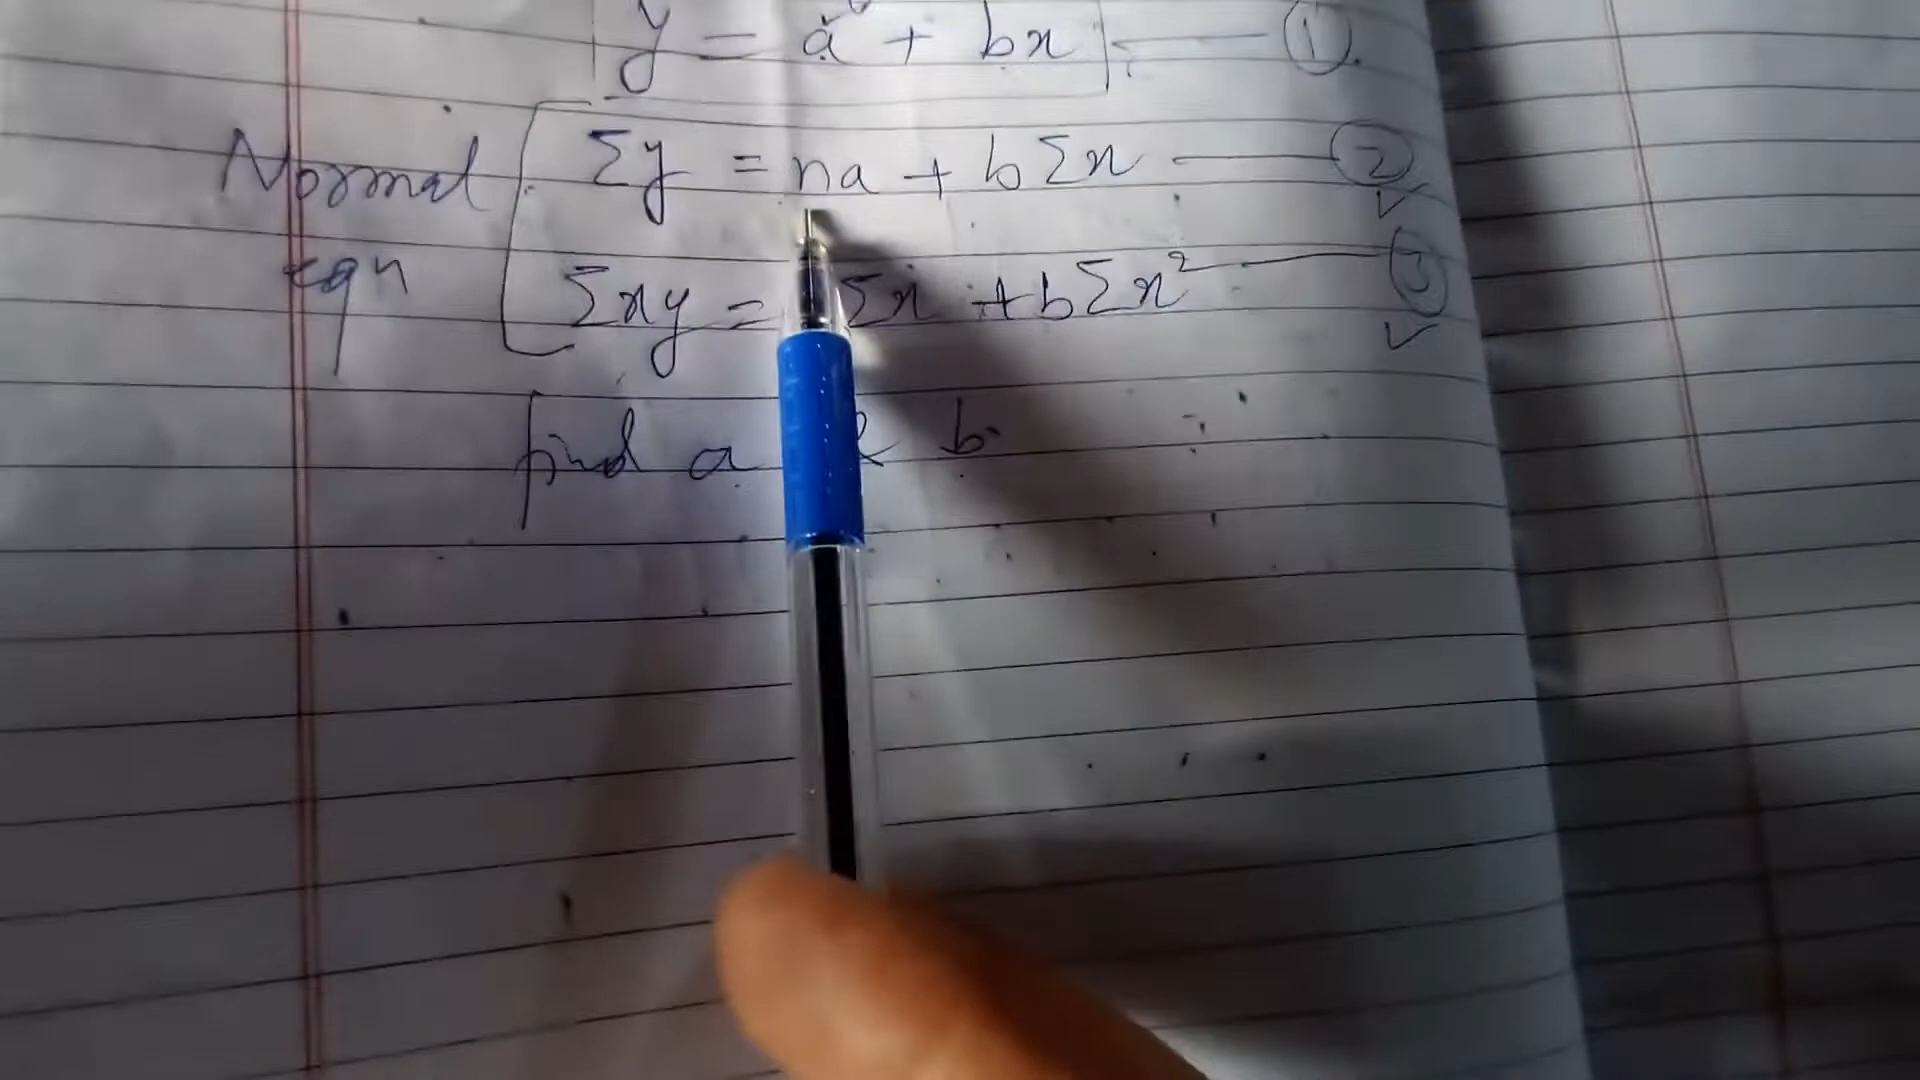 y = a + bx — ①
Normal Σy = na + bΣx — ②
eqn Σxy = Σx + bΣx² — ③
find a & b